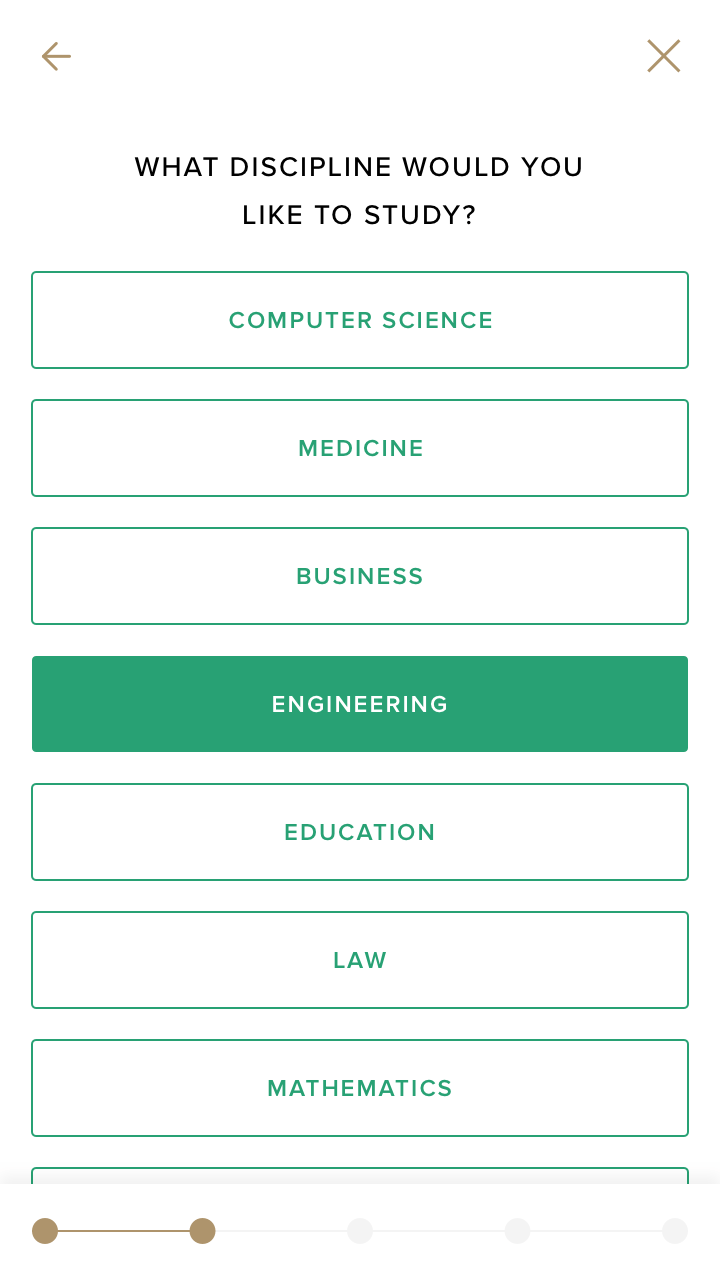 WHAT DISCIPLINE WOULD YOU
LIKE TO STUDY?
COMPUTER SCIENCE
MEDICINE
BUSINESS
ENGINEERING
EDUCATION
LAW
MATHEMATICS